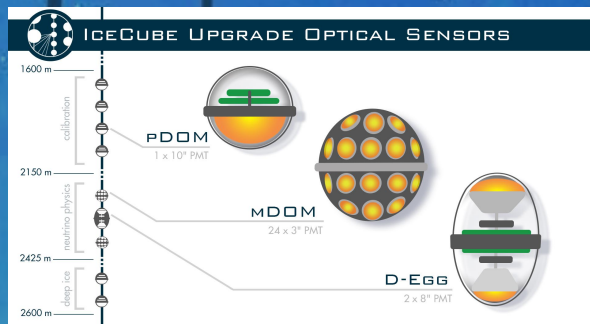 IceCube Upgrade Optical Sensors
1600 m
calibration
pDOM
1 x 10" PMT
2150 m
neutrino physics
mDOM
24 x 3" PMT
2425 m
D-Egg
2 x 8" PMT
deep ice
2600 m